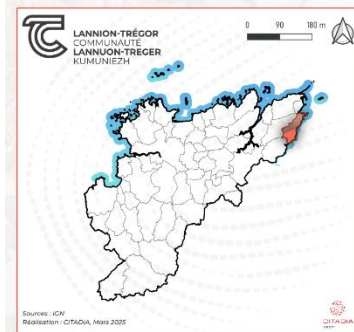 LANNION-TRÉGOR
COMMUNAUTÉ
LANNUON-TREGER
KUMUNIEZH
0 90 180 m
Sources : IGN
Réalisation : CITADIA, Mars 2025
CITADIA